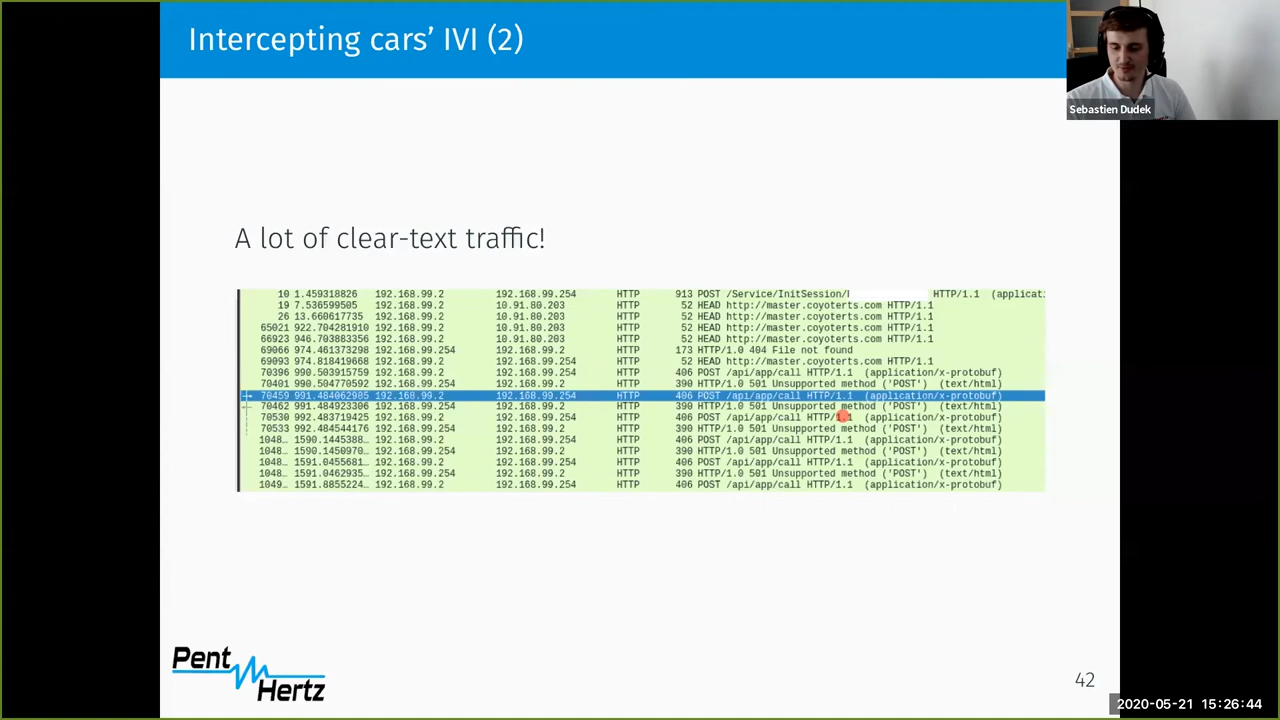 Intercepting cars' IVI (2)
Sebastien Dudek
A lot of clear-text traffic!
10 1.459318826 192.168.99.2 192.168.99.254 HTTP 913 POST /Service/InitSession/ HTTP/1.1 (applicat
19 7.536599505 192.168.99.2 10.91.80.203 HTTP 52 HEAD http://master.coyoterts.com HTTP/1.1
26 13.660617735 192.168.99.2 10.91.80.203 HTTP 52 HEAD http://master.coyoterts.com HTTP/1.1
65021 922.704281910 192.168.99.2 10.91.80.203 HTTP 52 HEAD http://master.coyoterts.com HTTP/1.1
66923 946.703883356 192.168.99.2 10.91.80.203 HTTP 52 HEAD http://master.coyoterts.com HTTP/1.1
69066 974.461373298 192.168.99.254 192.168.99.2 HTTP 173 HTTP/1.0 404 File not found
69093 974.818419668 192.168.99.2 192.168.99.254 HTTP 52 HEAD http://master.coyoterts.com HTTP/1.1
70396 990.503915759 192.168.99.2 192.168.99.254 HTTP 406 POST /api/app/call HTTP/1.1 (application/x-protobuf)
70401 990.504770592 192.168.99.254 192.168.99.2 HTTP 390 HTTP/1.0 501 Unsupported method ('POST') (text/html)
70459 991.484062985 192.168.99.2 192.168.99.254 HTTP 406 POST /api/app/call HTTP/1.1 (application/x-protobuf)
70462 991.484923306 192.168.99.254 192.168.99.2 HTTP 390 HTTP/1.0 501 Unsupported method ('POST') (text/html)
70530 992.483719425 192.168.99.2 192.168.99.254 HTTP 406 POST /api/app/call HTTP/1.1 (application/x-protobuf)
70533 992.484544176 192.168.99.254 192.168.99.2 HTTP 390 HTTP/1.0 501 Unsupported method ('POST') (text/html)
1048… 1590.1445388… 192.168.99.2 192.168.99.254 HTTP 406 POST /api/app/call HTTP/1.1 (application/x-protobuf)
1048… 1590.1450970… 192.168.99.254 192.168.99.2 HTTP 390 HTTP/1.0 501 Unsupported method ('POST') (text/html)
1048… 1591.0455681… 192.168.99.2 192.168.99.254 HTTP 406 POST /api/app/call HTTP/1.1 (application/x-protobuf)
1048… 1591.0462935… 192.168.99.254 192.168.99.2 HTTP 390 HTTP/1.0 501 Unsupported method ('POST') (text/html)
1049… 1591.8855224… 192.168.99.2 192.168.99.254 HTTP 406 POST /api/app/call HTTP/1.1 (application/x-protobuf)
Pent
Hertz
42
2020-05-21 15:26:44